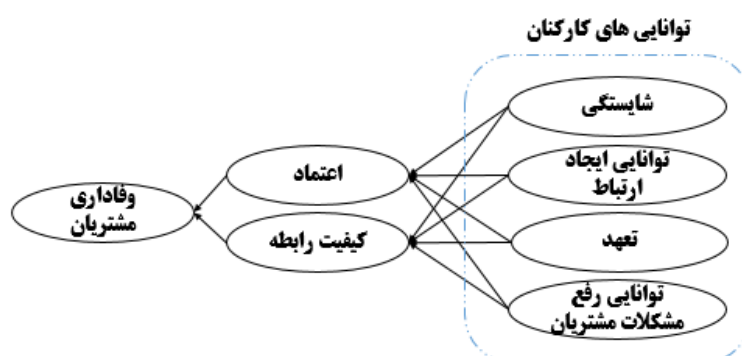 توانایی های کارکنان
شایستگی
توانایی ایجاد
ارتباط
تعهد
توانایی رفع
مشکلات مشتریان
اعتماد
کیفیت رابطه
وفاداری
مشتریان